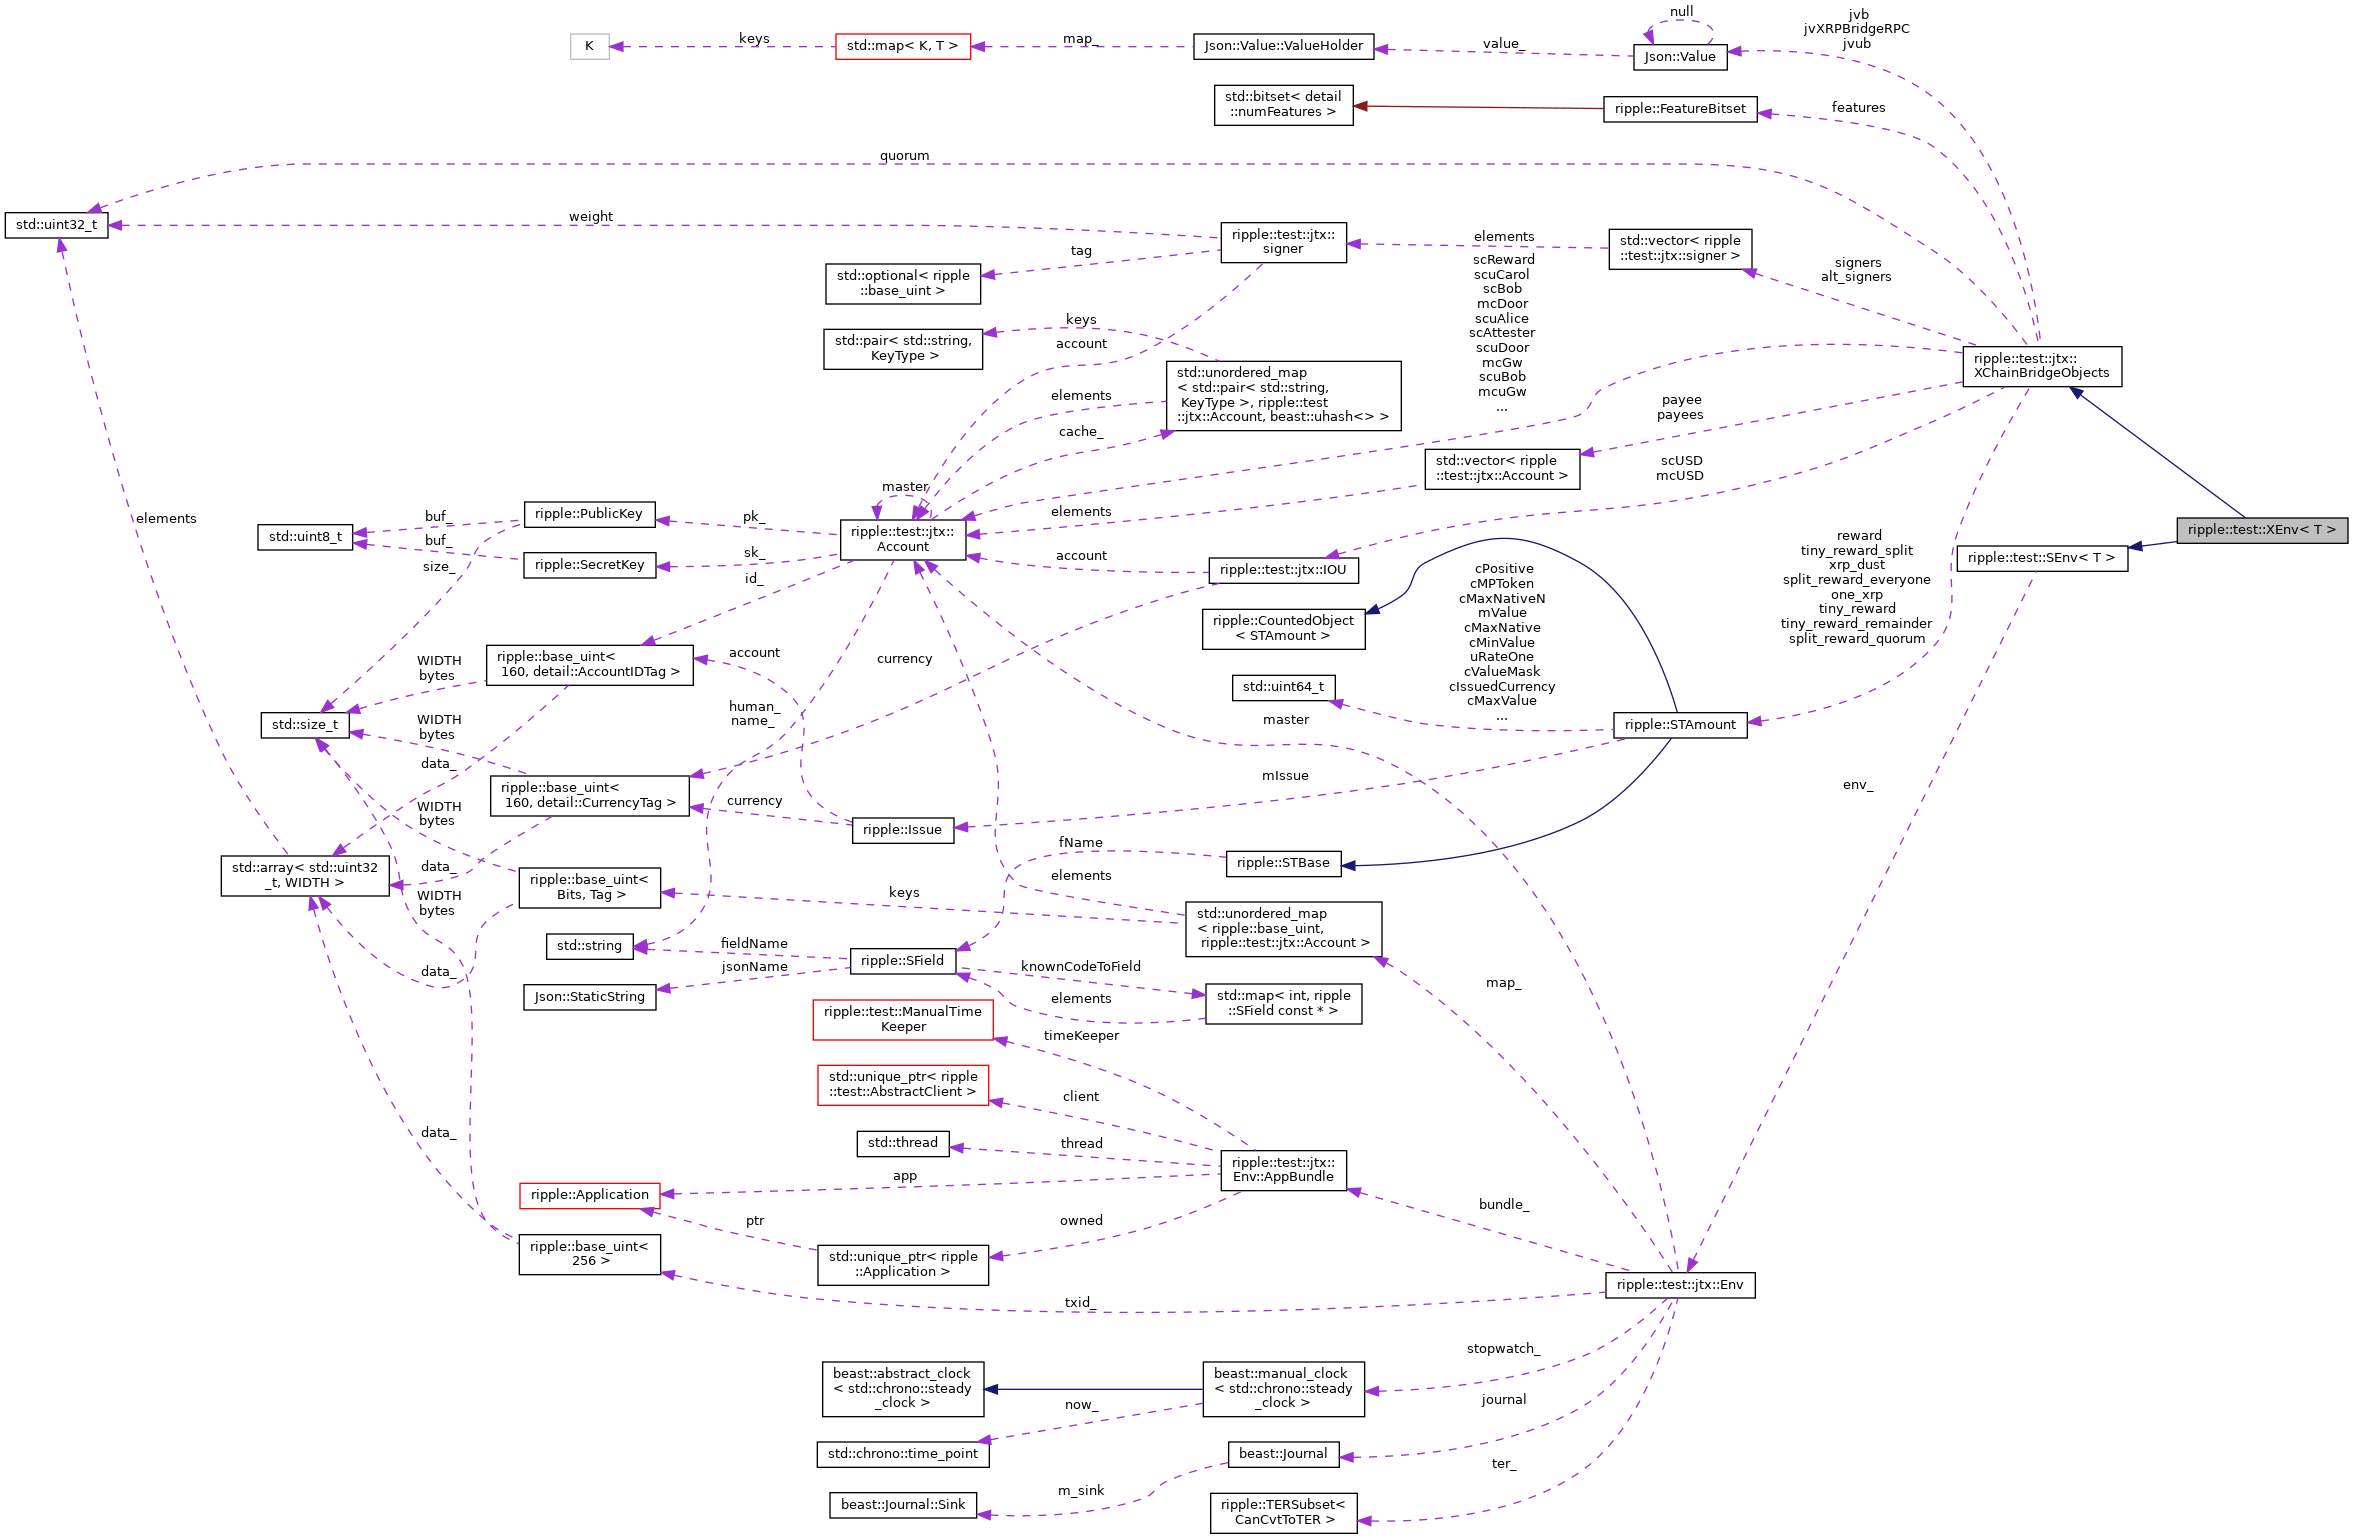 null
jvb
jvXRPBridgeRPC
jvub
K
keys
std::map< K, T >
map_
Json::Value::ValueHolder
value_
Json::Value
std::bitset< detail
::numFeatures >
ripple::FeatureBitset
features
quorum
std::uint32_t
weight
ripple::test::jtx::
signer
elements
std::vector< ripple
::test::jtx::signer >
signers
alt_signers
tag
std::optional< ripple
::base_uint >
scReward
scuCarol
scBob
mcDoor
scuAlice
scAttester
scuDoor
mcGw
scuBob
mcuGw
...
keys
account
std::pair< std::string,
KeyType >
std::unordered_map
< std::pair< std::string,
KeyType >, ripple::test
::jtx::Account, beast::uhash<> >
ripple::test::jtx::
XChainBridgeObjects
elements
cache_
payee
payees
std::vector< ripple
::test::jtx::Account >
scUSD
mcUSD
master
elements
elements
ripple::PublicKey
buf_
pk_
std::uint8_t
buf_
ripple::test::jtx::
Account
ripple::test::XEnv< T >
ripple::SecretKey
sk_
account
ripple::test::jtx::IOU
ripple::test::SEnv< T >
size_
id_
reward
tiny_reward_split
xrp_dust
split_reward_everyone
one_xrp
tiny_reward
tiny_reward_remainder
split_reward_quorum
cPositive
cMPToken
cMaxNativeN
mValue
cMaxNative
cMinValue
uRateOne
cValueMask
cIssuedCurrency
cMaxValue
...
ripple::CountedObject
< STAmount >
WIDTH
bytes
ripple::base_uint<
160, detail::AccountIDTag >
account
currency
std::uint64_t
std::size_t
WIDTH
bytes
human_
name_
master
ripple::STAmount
data_
ripple::base_uint<
160, detail::CurrencyTag >
currency
mIssue
env_
WIDTH
bytes
ripple::Issue
fName
ripple::STBase
std::array< std::uint32
_t, WIDTH >
data_
ripple::base_uint<
Bits, Tag >
keys
elements
WIDTH
bytes
std::unordered_map
< ripple::base_uint,
ripple::test::jtx::Account >
std::string
fieldName
ripple::SField
knownCodeToField
data_
jsonName
Json::StaticString
elements
std::map< int, ripple
::SField const * >
map_
ripple::test::ManualTime
Keeper
timeKeeper
std::unique_ptr< ripple
::test::AbstractClient >
client
data_
std::thread
thread
ripple::test::jtx::
Env::AppBundle
app
ripple::Application
bundle_
ptr
owned
ripple::base_uint<
256 >
std::unique_ptr< ripple
::Application >
ripple::test::jtx::Env
txid_
stopwatch_
beast::abstract_clock
< std::chrono::steady
_clock >
beast::manual_clock
< std::chrono::steady
_clock >
journal
now_
std::chrono::time_point
beast::Journal
ter_
m_sink
beast::Journal::Sink
ripple::TERSubset<
CanCvtToTER >